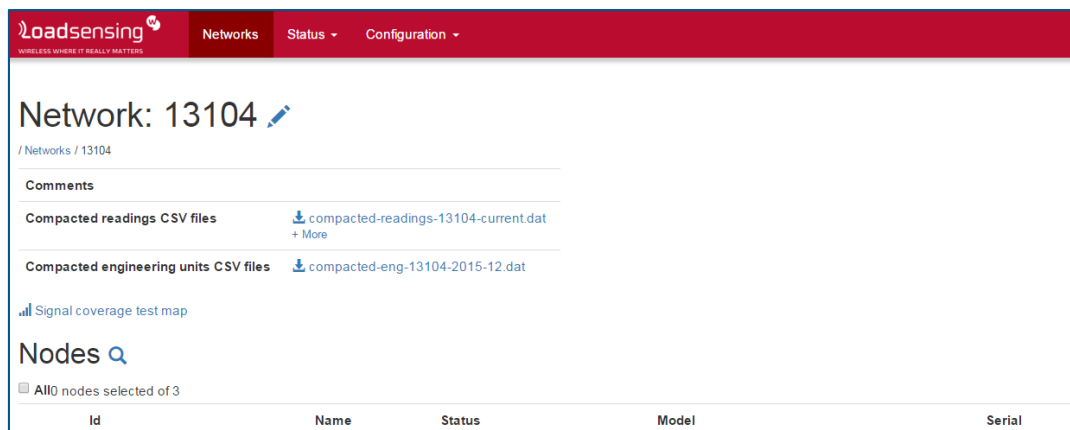 Loadsensing W
WIRELESS WHERE IT REALLY MATTERS
Networks Status Configuration
Network: 13104
/ Networks / 13104
Comments
Compacted readings CSV files compacted-readings-13104-current.dat
+ More
Compacted engineering units CSV files compacted-eng-13104-2015-12.dat
Signal coverage test map
Nodes
All0 nodes selected of 3
Id Name Status Model Serial